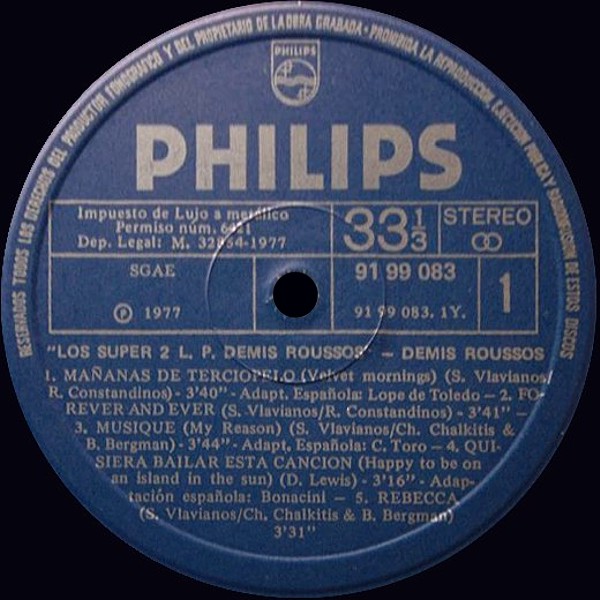 RESERVADOS TODOS LOS DERECHOS DEL PRODUCTOR FONOGRAFICO Y DEL PROPIETARIO DE LA OBRA GRABADA - PROHIBIDA LA REPRODUCCION, EJECUCION PUBLICA Y RADIODIFUSION DE ESTOS DISCOS
PHILIPS
PHILIPS
Impuesto de Lujo a metálico
Permiso núm.
Dep. Legal: M. -1977
33 1/3
STEREO
SGAE
℗ 1977
91 99 083
91 99 083. 1Y.
1
"LOS SUPER 2 L. P. DEMIS ROUSSOS" — DEMIS ROUSSOS
1. MAÑANAS DE TERCIOPELO (Velvet mornings) (S. Vlavianos/
R. Constandinos) - 3'40" - Adapt. Española: Lope de Toledo — 2. FO-
REVER AND EVER (S. Vlavianos/R. Constandinos) - 3'41" —
3. MUSIQUE (My Reason) (S. Vlavianos/Ch. Chalkitis &
B. Bergman) - 3'44" - Adapt. Española: C. Toro — 4. QUI-
SIERA BAILAR ESTA CANCION (Happy to be on
an island in the sun) (D. Lewis) - 3'16" - Adap-
tación española: Bonacini — 5. REBECCA
(S. Vlavianos/Ch. Chalkitis & B. Bergman)
3'31"